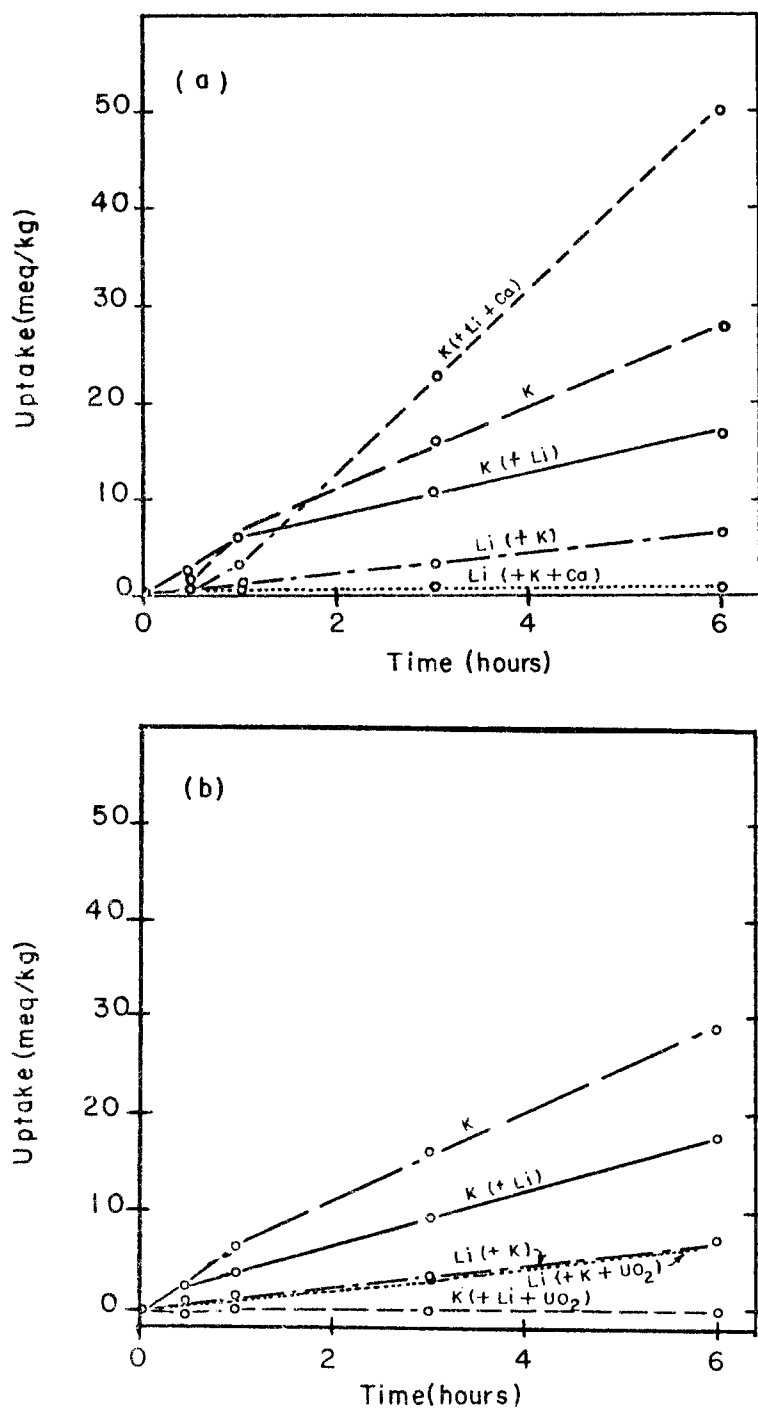 (a)
50
40
30
20
10
0
Uptake(meq/kg)
K(+Li+Ca)
K
K(+Li)
Li(+K)
Li(+K+Ca)
0 2 4 6
Time (hours)
(b)
50
40
30
20
10
0
Uptake(meq/kg)
K
K(+Li)
Li(+K)
Li(+K+UO2)
K(+Li+UO2)
0 2 4 6
Time(hours)